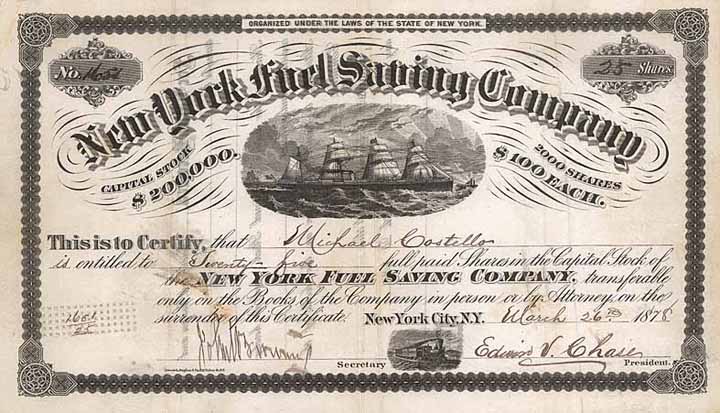 ORGANIZED UNDER THE LAWS OF THE STATE OF NEW YORK.
No. 1651
25 Shares
New York Fuel Saving Company
CAPITAL STOCK
$200,000.
2000 SHARES
$100 EACH.
This is to Certify, that Michael Costello
is entitled to Twenty-five full paid Shares in the Capital Stock of
the NEW YORK FUEL SAVING COMPANY, transferable
only on the Books of the Company in person or by Attorney, on the
surrender of this Certificate. New York City, N.Y. March 26th 1878
1651
25
Secretary
Edwin V. Chase
President.